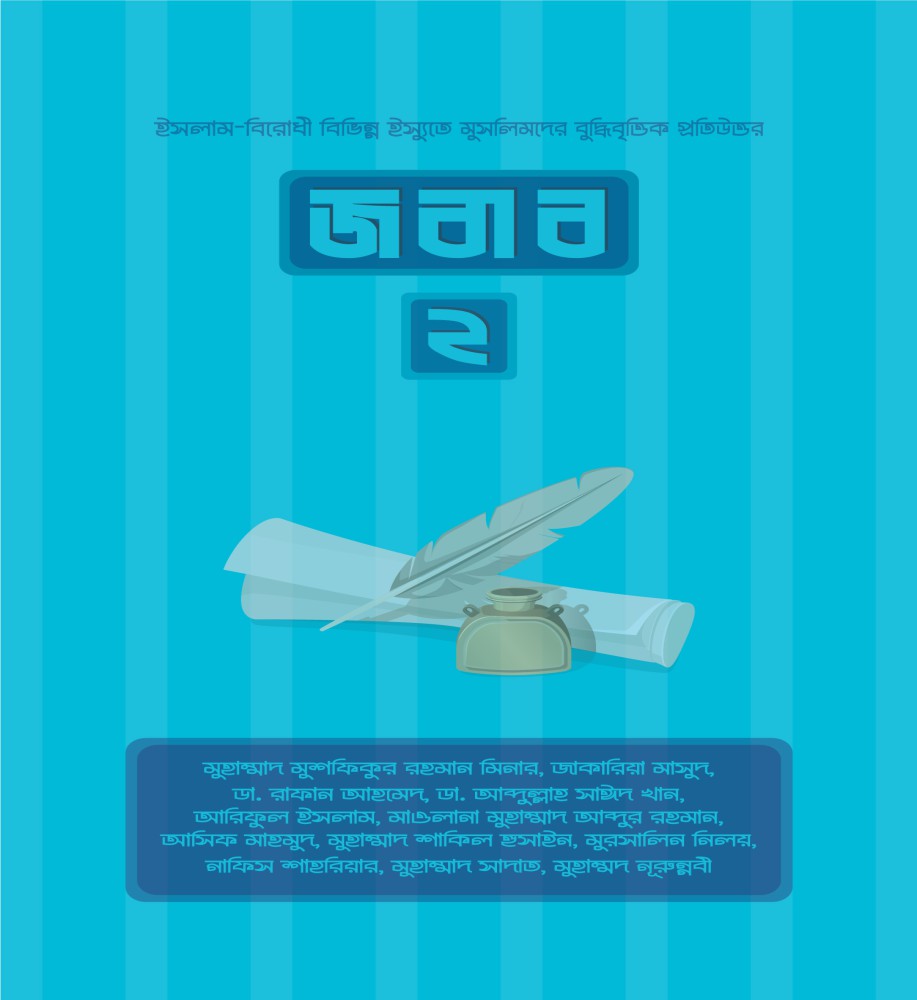 ইসলাম-বিরোধী বিভিন্ন ইস্যুতে মুসলিমদের বুদ্ধিবৃত্তিক প্রতিউত্তর
জবাব
২
মুহাম্মাদ মুশফিকুর রহমান মিনার, জাকারিয়া মাসুদ,
ডা. রাফান আহমেদ, ডা. আব্দুল্লাহ সাঈদ খান,
আরিফুল ইসলাম, মাওলানা মুহাম্মাদ আব্দুর রহমান,
আসিফ মাহমুদ, মুহাম্মাদ শাকিল হুসাইন, মুরসালিন নিলয়,
নাফিস শাহরিয়ার, মুহাম্মাদ সাদাত, মুহাম্মদ নূরুন্নবী